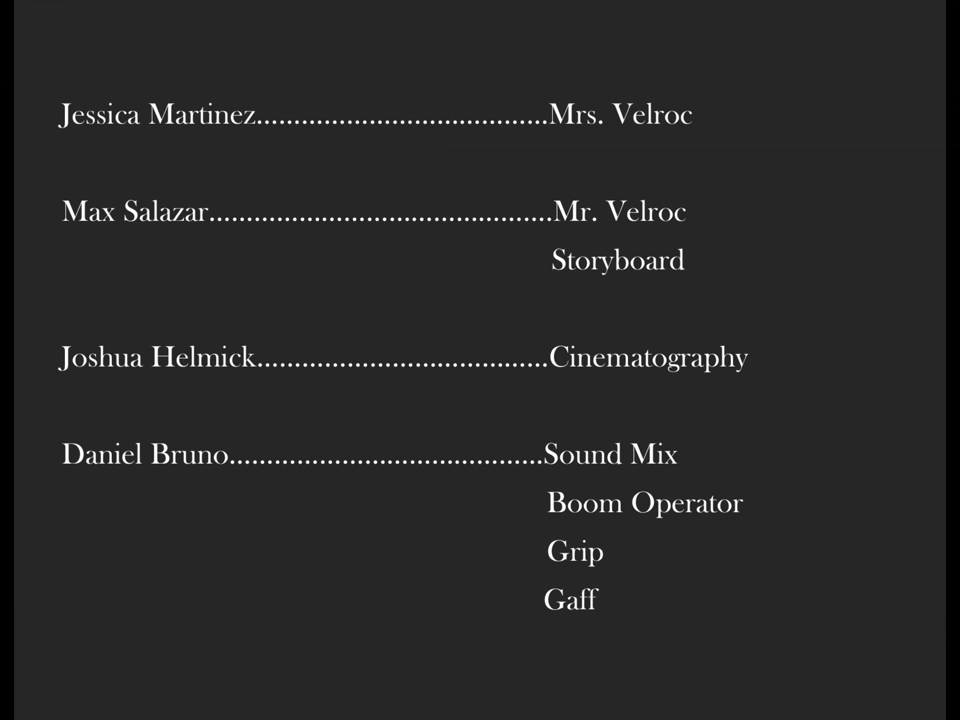 Jessica Martinez.......................................Mrs. Velroc
Max Salazar..............................................Mr. Velroc
Storyboard
Joshua Helmick.......................................Cinematography
Daniel Bruno..........................................Sound Mix
Boom Operator
Grip
Gaff